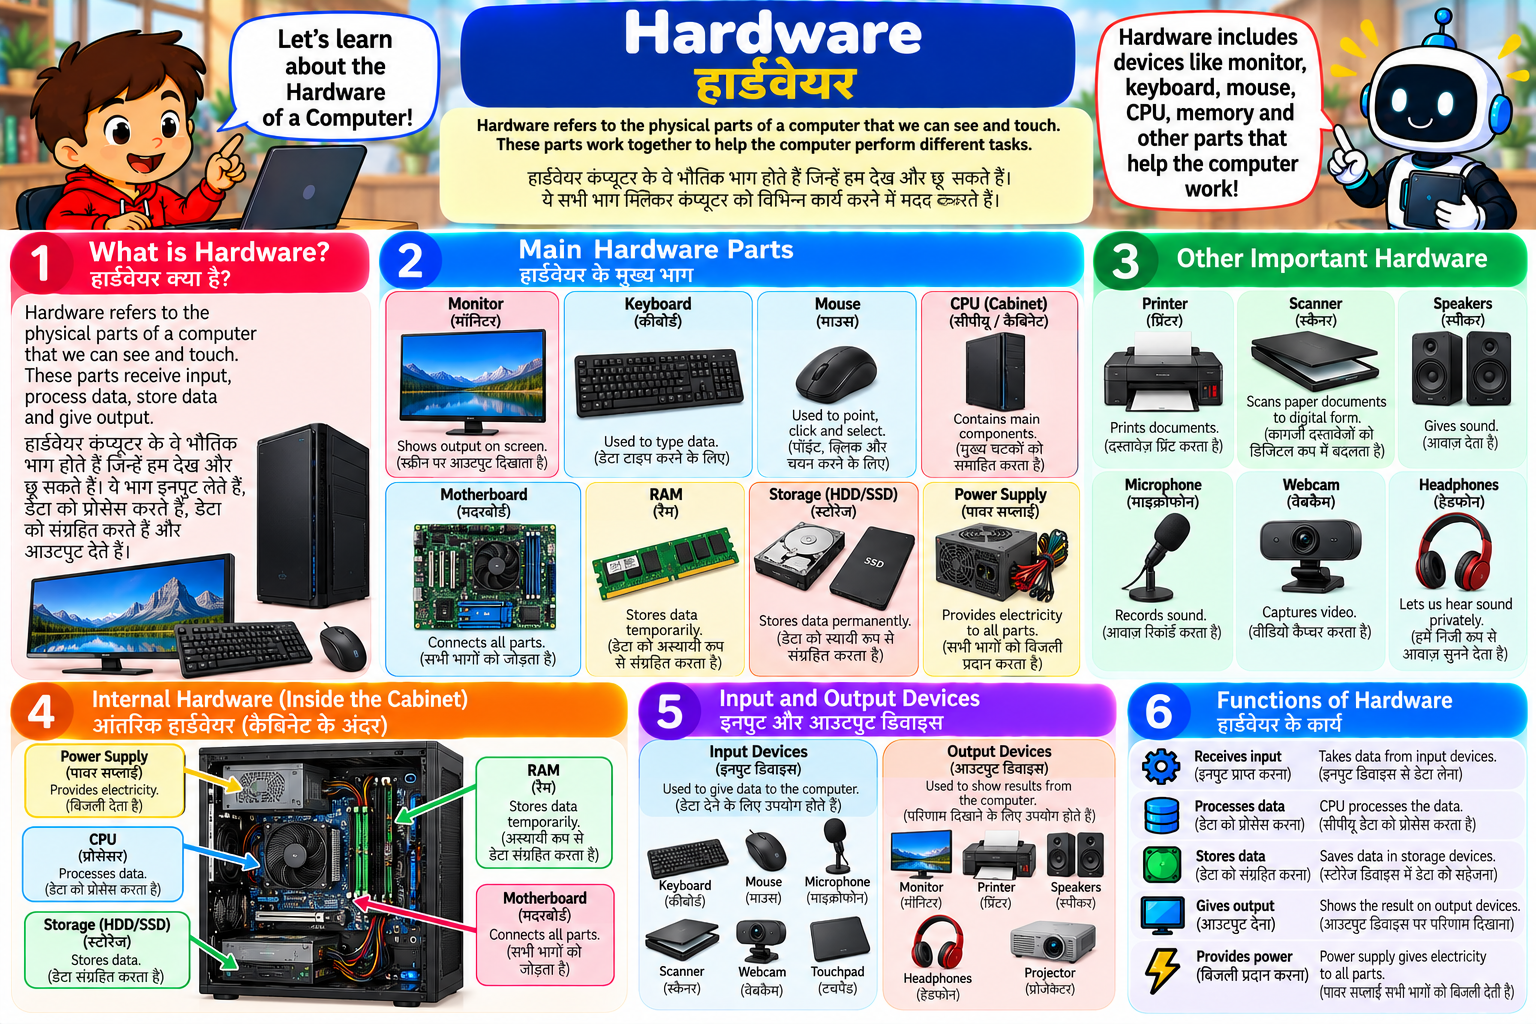 Let's learn
about the
Hardware
of a Computer!
Hardware
हार्डवेयर
Hardware refers to the physical parts of a computer that we can see and touch.
These parts work together to help the computer perform different tasks.
हार्डवेयर कंप्यूटर के वे भौतिक भाग होते हैं जिन्हें हम देख और छू सकते हैं।
ये सभी भाग मिलकर कंप्यूटर को विभिन्न कार्य करने में मदद करते हैं।
Hardware includes
devices like monitor,
keyboard, mouse,
CPU, memory and
other parts that
help the computer
work!
1 What is Hardware?
हार्डवेयर क्या है?
Hardware refers to the
physical parts of a computer
that we can see and touch.
These parts receive input,
process data, store data
and give output.
हार्डवेयर कंप्यूटर के वे भौतिक
भाग होते हैं जिन्हें हम देख और
छू सकते हैं। ये भाग इनपुट लेते हैं,
डेटा को प्रोसेस करते हैं, डेटा
को संग्रहित करते हैं और
आउटपुट देते हैं।
2 Main Hardware Parts
हार्डवेयर के मुख्य भाग
Monitor
(मॉनिटर)
Shows output on screen.
(स्क्रीन पर आउटपुट दिखाता है)
Keyboard
(कीबोर्ड)
Used to type data.
(डेटा टाइप करने के लिए)
Mouse
(माउस)
Used to point,
click and select.
(पॉइंट, क्लिक और
चयन करने के लिए)
CPU (Cabinet)
(सीपीयू / कैबिनेट)
Contains main
components.
(मुख्य घटकों को
समाहित करता है)
Motherboard
(मदरबोर्ड)
Connects all parts.
(सभी भागों को जोड़ता है)
RAM
(रैम)
Stores data
temporarily.
(डेटा को अस्थायी रूप
से संग्रहित करता है)
Storage (HDD/SSD)
(स्टोरेज)
SSD
Stores data permanently.
(डेटा को स्थायी रूप से
संग्रहित करता है)
Power Supply
(पावर सप्लाई)
Provides electricity
to all parts.
(सभी भागों को बिजली
प्रदान करता है)
3 Other Important Hardware
Printer
(प्रिंटर)
Prints documents.
(दस्तावेज़ प्रिंट करता है)
Scanner
(स्कैनर)
Scans paper documents
to digital form.
(कागजी दस्तावेजों को
डिजिटल रूप में बदलता है)
Speakers
(स्पीकर)
Gives sound.
(आवाज़ देता है)
Microphone
(माइक्रोफोन)
Records sound.
(आवाज़ रिकॉर्ड करता है)
Webcam
(वेबकैम)
Captures video.
(वीडियो कैप्चर करता है)
Headphones
(हेडफोन)
Lets us hear sound
privately.
(हमें निजी रूप से
आवाज़ सुनने देता है)
4 Internal Hardware (Inside the Cabinet)
आंतरिक हार्डवेयर (कैबिनेट के अंदर)
Power Supply
(पावर सप्लाई)
Provides electricity.
(बिजली देता है)
CPU
(प्रोसेसर)
Processes data.
(डेटा को प्रोसेस करता है)
Storage (HDD/SSD)
(स्टोरेज)
Stores data.
(डेटा संग्रहित करता है)
RAM
(रैम)
Stores data
temporarily.
(अस्थायी रूप से
डेटा संग्रहित करता है)
Motherboard
(मदरबोर्ड)
Connects all parts.
(सभी भागों को
जोड़ता है)
5 Input and Output Devices
इनपुट और आउटपुट डिवाइस
Input Devices
(इनपुट डिवाइस)
Used to give data to the computer.
(डेटा देने के लिए उपयोग होते हैं)
Keyboard
(कीबोर्ड)
Mouse
(माउस)
Microphone
(माइक्रोफोन)
Scanner
(स्कैनर)
Webcam
(वेबकैम)
Touchpad
(टचपैड)
Output Devices
(आउटपुट डिवाइस)
Used to show results from
the computer.
(परिणाम दिखाने के लिए उपयोग होते हैं)
Monitor
(मॉनिटर)
Printer
(प्रिंटर)
Speakers
(स्पीकर)
Headphones
(हेडफोन)
Projector
(प्रोजेक्टर)
6 Functions of Hardware
हार्डवेयर के कार्य
Receives input
(इनपुट प्राप्त करना)
Takes data from input devices.
(इनपुट डिवाइस से डेटा लेना)
Processes data
(डेटा को प्रोसेस करना)
CPU processes the data.
(सीपीयू डेटा को प्रोसेस करता है)
Stores data
(डेटा को संग्रहित करना)
Saves data in storage devices.
(स्टोरेज डिवाइस में डेटा को सहेजना)
Gives output
(आउटपुट देना)
Shows the result on output devices.
(आउटपुट डिवाइस पर परिणाम दिखाना)
Provides power
(बिजली प्रदान करना)
Power supply gives electricity
to all parts.
(पावर सप्लाई सभी भागों को बिजली देती है)